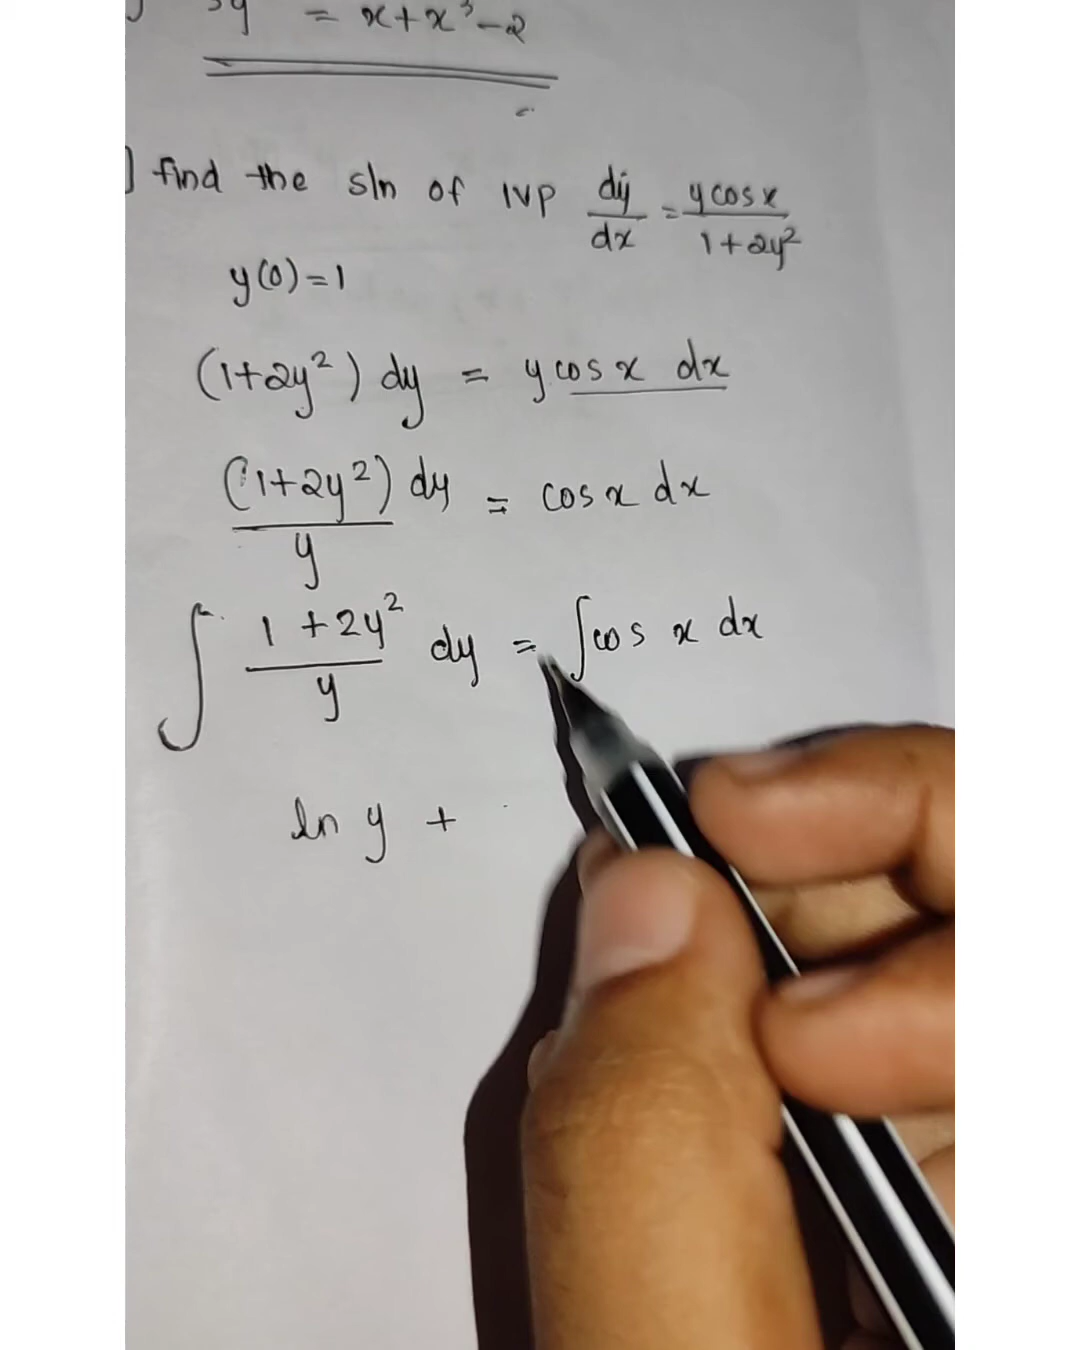 3y = x+x³-2
] find the sln of IVP dy/dx = y cos x/1+2y²
y(0)=1
(1+2y²) dy = y cos x dx
(1+2y²)/y dy = cos x dx
∫ 1+2y²/y dy = ∫cos x dx
ln y +